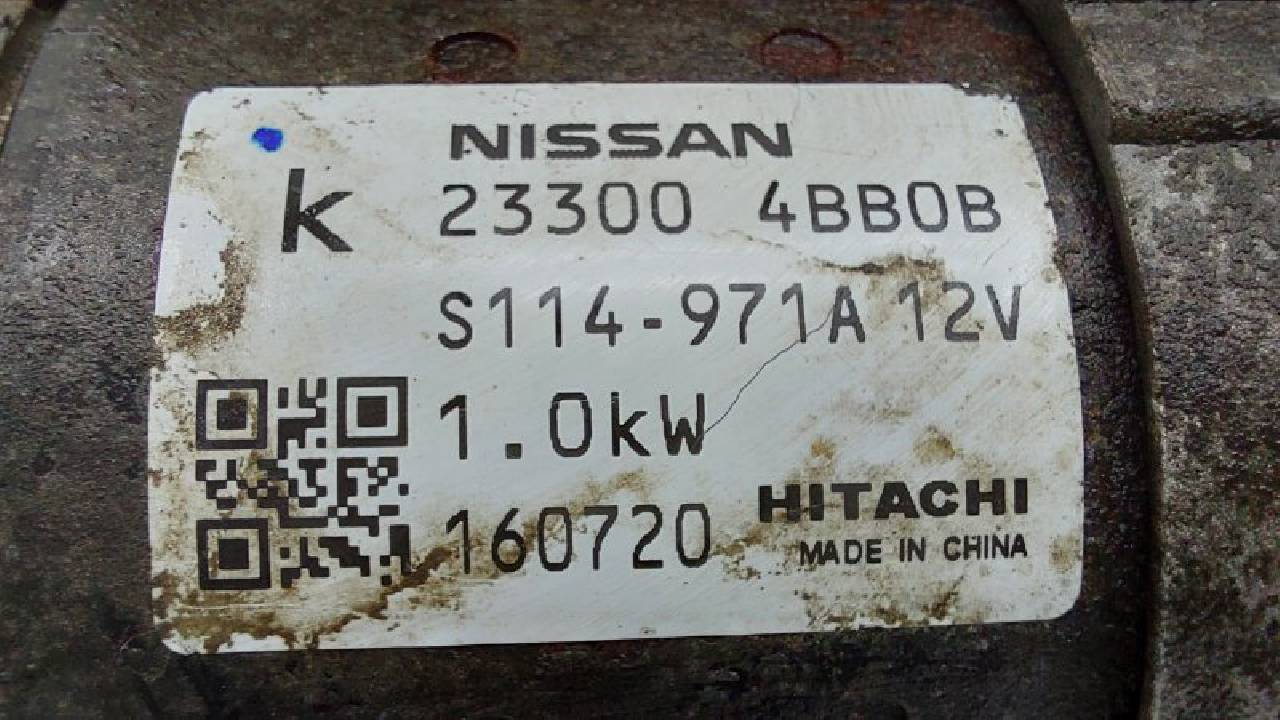 NISSAN
k 23300 4BB0B
S114-971A 12V
1.0kW
160720
HITACHI
MADE IN CHINA